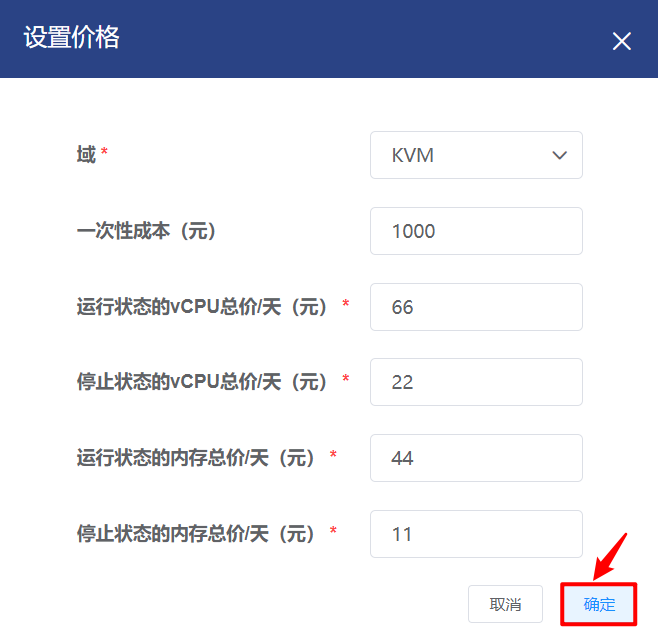 设置价格
域 * KVM
一次性成本（元） 1000
运行状态的vCPU总价/天（元） * 66
停止状态的vCPU总价/天（元） * 22
运行状态的内存总价/天（元） * 44
停止状态的内存总价/天（元） * 11
取消 确定